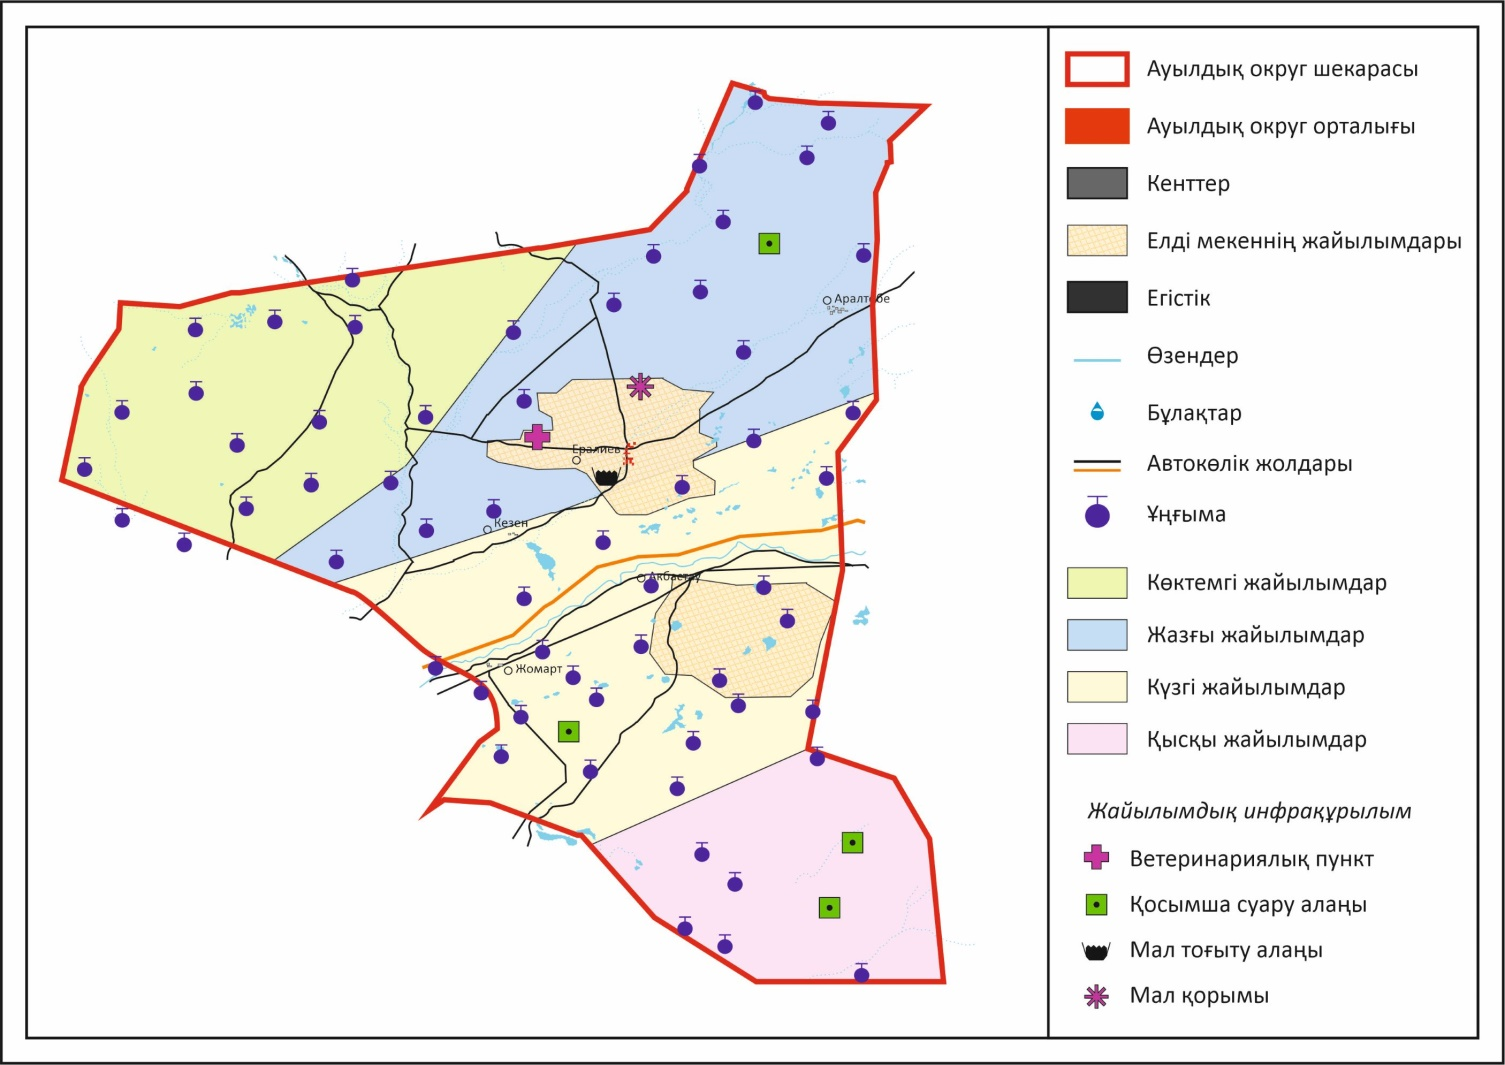 Аралтөбе
Ералиев
Кезең
Ақбастау
Жомарт
Ауылдық округ шекарасы
Ауылдық округ орталығы
Кенттер
Елді мекеннің жайылымдары
Егістік
Өзендер
Бұлақтар
Автокөлік жолдары
Ұңғыма
Көктемгі жайылымдар
Жазғы жайылымдар
Күзгі жайылымдар
Қысқы жайылымдар
Жайылымдық инфрақұрылым
Ветеринариялық пункт
Қосымша суару алаңы
Мал тоғыту алаңы
Мал қорымы